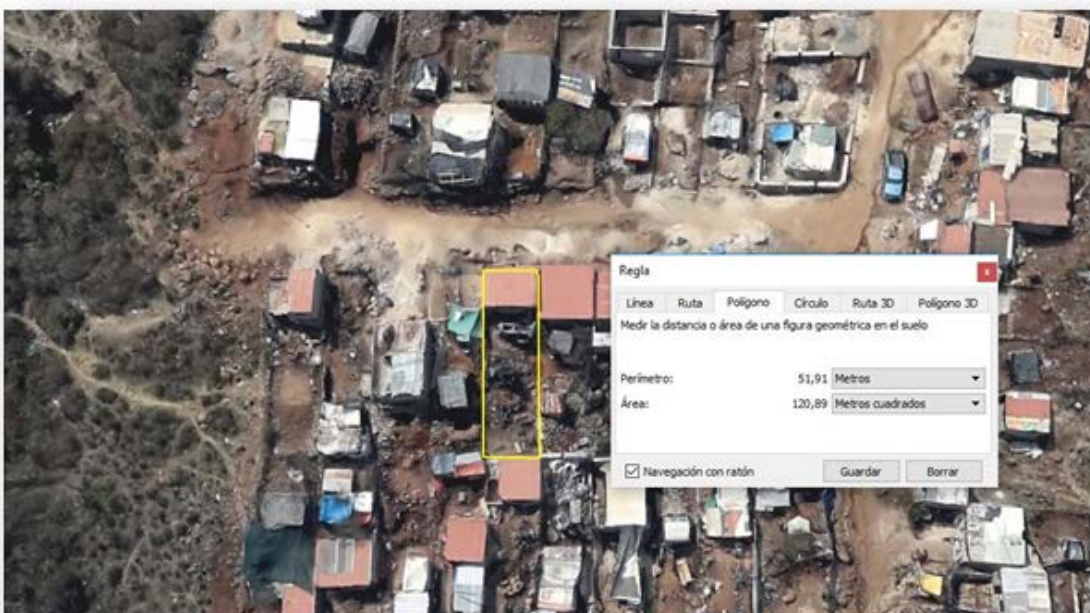 Regla
x
Línea Ruta Polígono Círculo Ruta 3D Polígono 3D
Medir la distancia o área de una figura geométrica en el suelo
Perímetro: 51,91 Metros
Área: 120,89 Metros cuadrados
Navegación con ratón Guardar Borrar